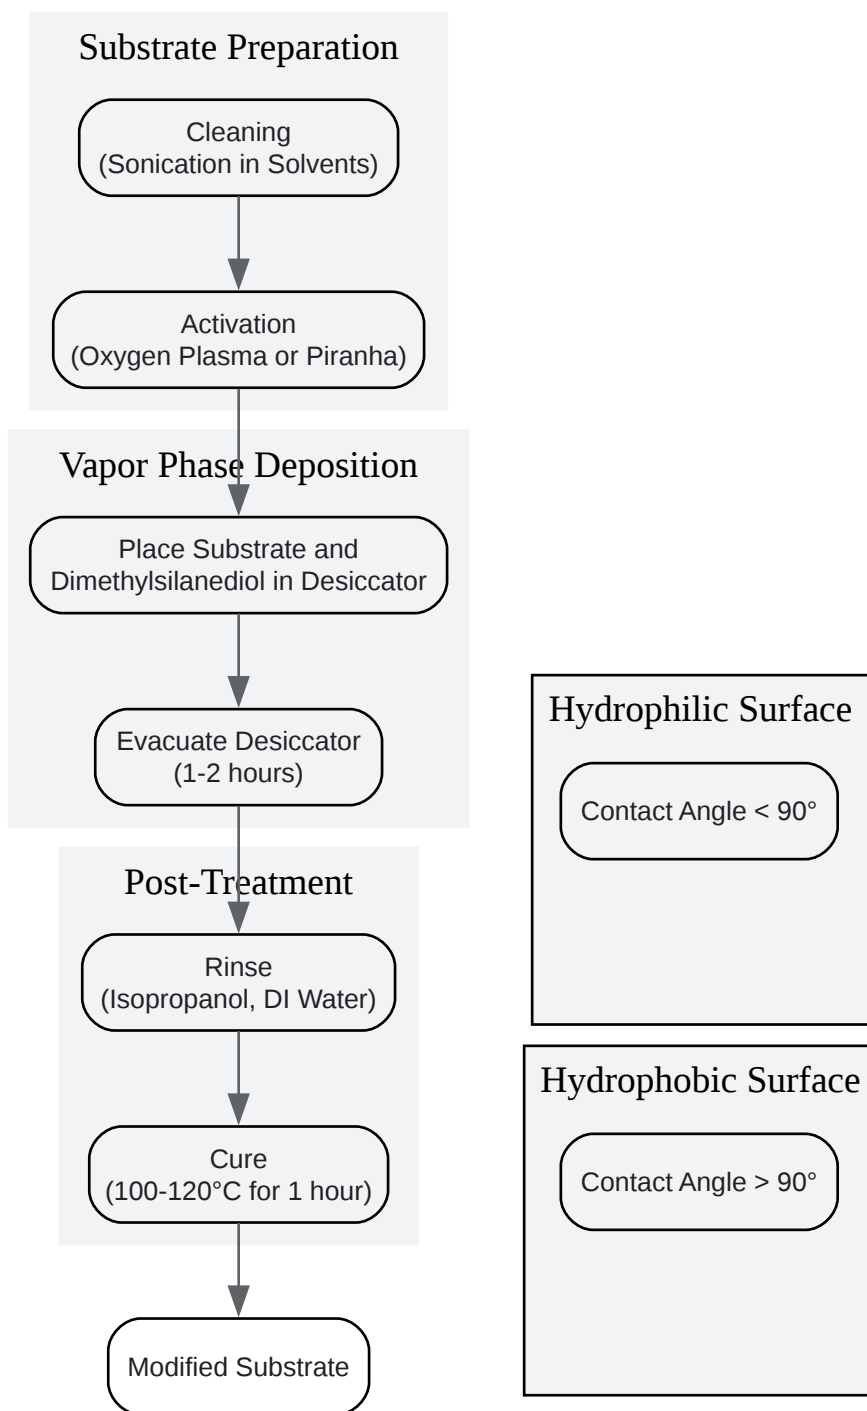 Substrate Preparation
Cleaning
(Sonication in Solvents)
Activation
(Oxygen Plasma or Piranha)
Vapor Phase Deposition
Place Substrate and
Dimethylsilanediol in Desiccator
Evacuate Desiccator
(1-2 hours)
Post-Treatment
Rinse
(Isopropanol, DI Water)
Cure
(100-120°C for 1 hour)
Modified Substrate
Hydrophilic Surface
Contact Angle < 90°
Hydrophobic Surface
Contact Angle > 90°